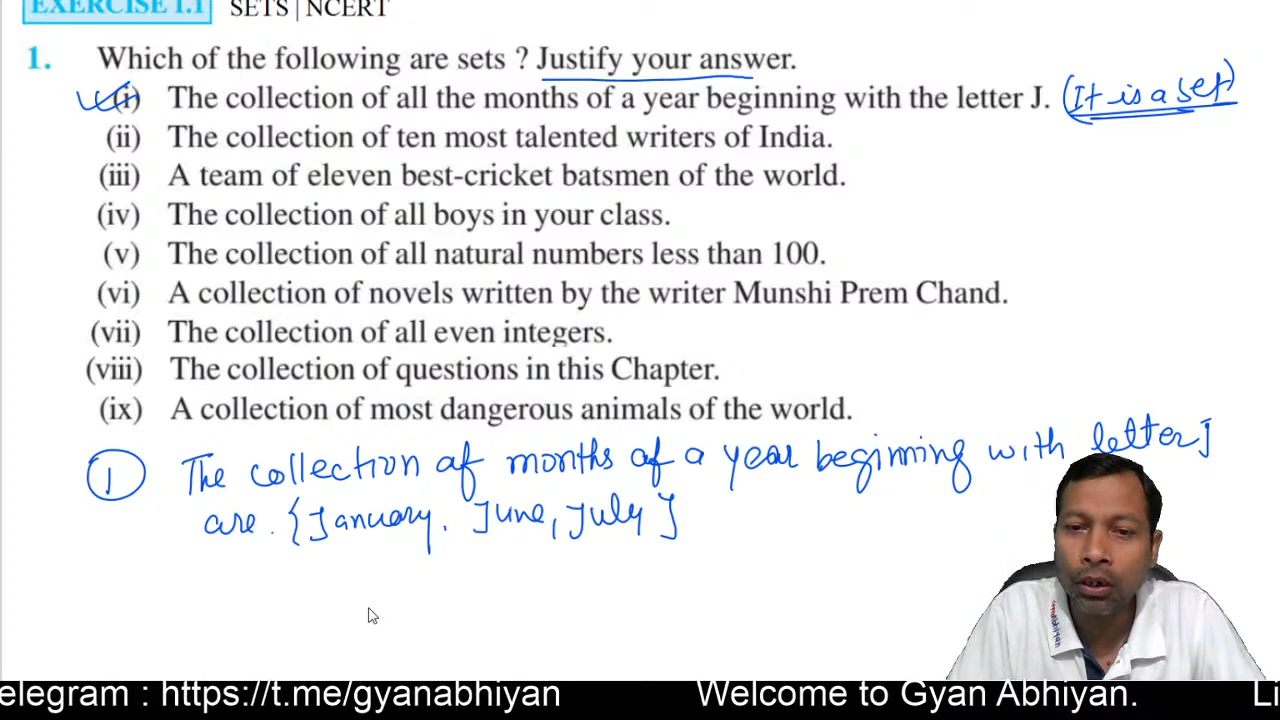 EXERCISE 1.1 SETS | NCERT
1. Which of the following are sets ? Justify your answer.
(i) The collection of all the months of a year beginning with the letter J. (It is a set)
(ii) The collection of ten most talented writers of India.
(iii) A team of eleven best-cricket batsmen of the world.
(iv) The collection of all boys in your class.
(v) The collection of all natural numbers less than 100.
(vi) A collection of novels written by the writer Munshi Prem Chand.
(vii) The collection of all even integers.
(viii) The collection of questions in this Chapter.
(ix) A collection of most dangerous animals of the world.
① The collection of months of a year beginning with letter J
are. {January. June, July}
elegram : https://t.me/gyanabhiyan Welcome to Gyan Abhiyan. Li